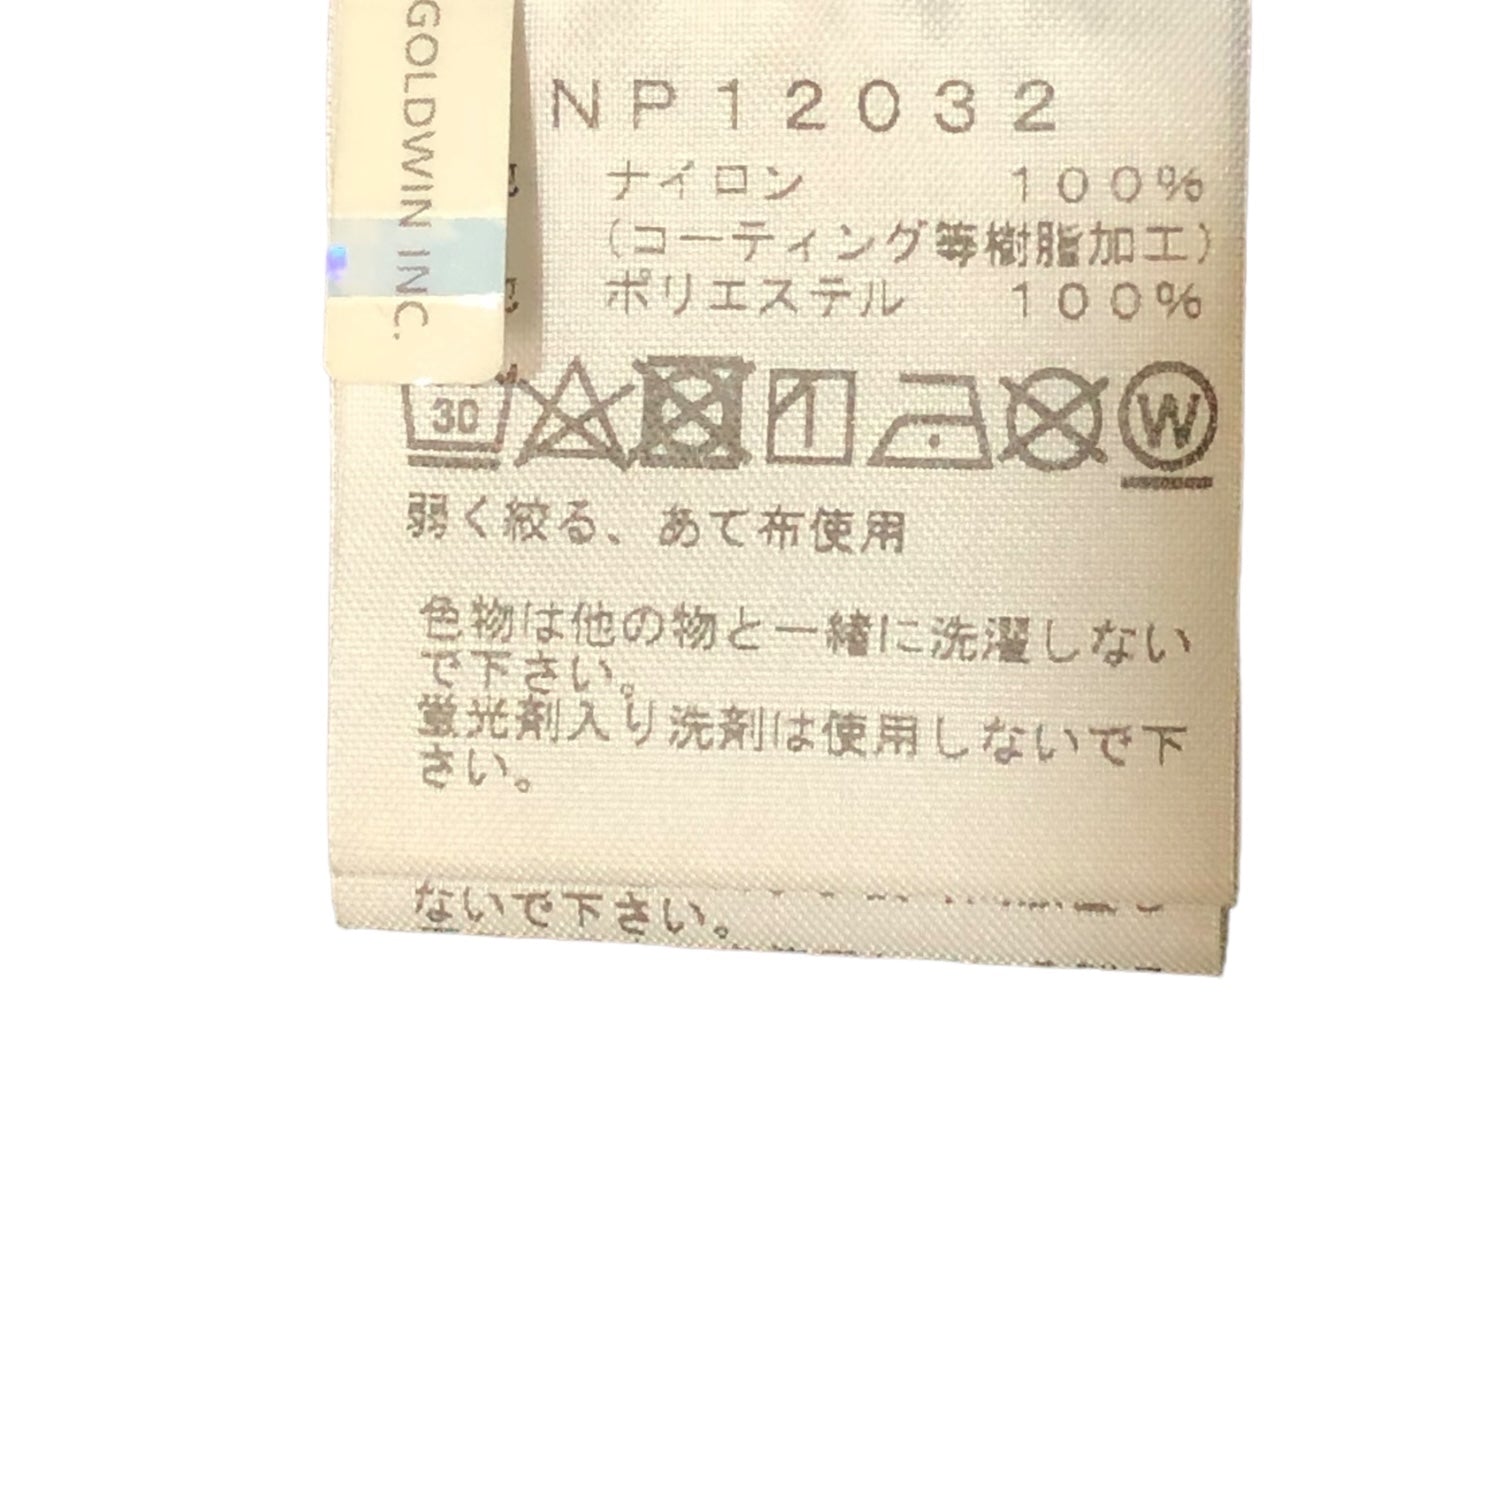 GOLDWIN INC.
NP12032
ナイロン 100%
(コーティング等樹脂加工)
ポリエステル 100%
30
W
弱く絞る、あて布使用
色物は他の物と一緒に洗濯しない
で下さい。
蛍光剤入り洗剤は使用しないで下
さい。
ないで下さい。